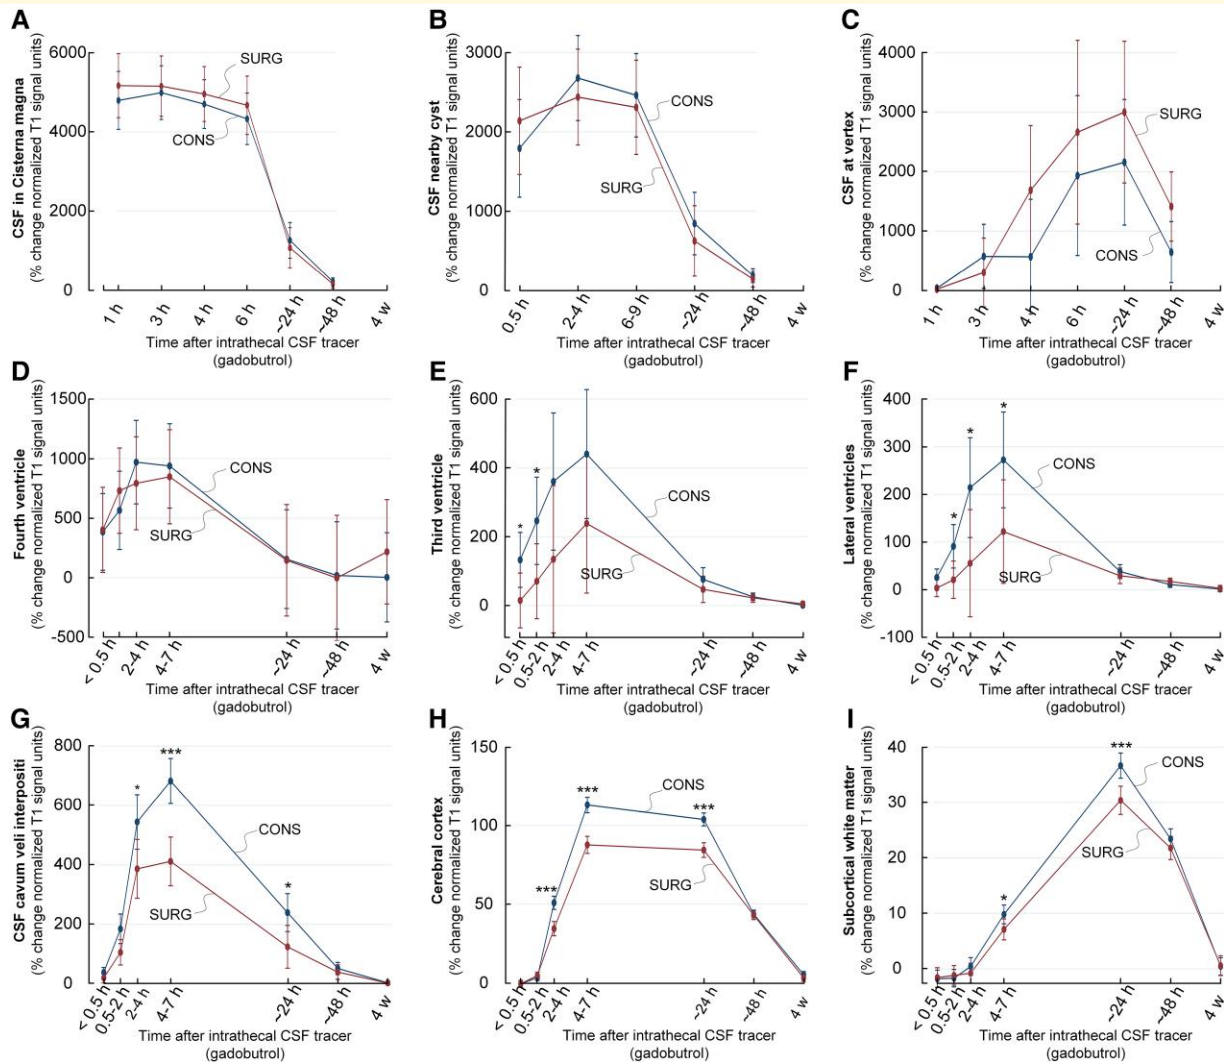 A
CSF in Cisterna magna
(% change normalized T1 signal units)
6000
4000
2000
0
SURG
CONS
1 h
3 h
4 h
6 h
~24 h
~48 h
4 w
Time after intrathecal CSF tracer
(gadobutrol)
B
CSF nearby cyst
(% change normalized T1 signal units)
3000
2000
1000
0
CONS
SURG
0.5 h
2-4 h
6-9 h
~24 h
~48 h
4 w
Time after intrathecal CSF tracer
(gadobutrol)
C
CSF at vertex
(% change normalized T1 signal units)
4000
3000
2000
1000
0
SURG
CONS
1 h
3 h
4 h
6 h
~24 h
~48 h
4 w
Time after intrathecal CSF tracer
(gadobutrol)
D
Fourth ventricle
(% change normalized T1 signal units)
1500
1000
500
0
-500
CONS
SURG
< 0.5 h
0.5-2 h
2-4 h
4-7 h
~24 h
~48 h
4 w
Time after intrathecal CSF tracer
(gadobutrol)
E
Third ventricle
(% change normalized T1 signal units)
600
400
200
0
*
*
CONS
SURG
< 0.5 h
0.5-2 h
2-4 h
4-7 h
~24 h
~48 h
4 w
Time after intrathecal CSF tracer
(gadobutrol)
F
Lateral ventricles
(% change normalized T1 signal units)
400
300
200
100
0
-100
*
*
*
CONS
SURG
< 0.5 h
0.5-2 h
2-4 h
4-7 h
~24 h
~48 h
4 w
Time after intrathecal CSF tracer
(gadobutrol)
G
CSF cavum veli interpositi
(% change normalized T1 signal units)
800
600
400
200
0
*
***
*
CONS
SURG
< 0.5 h
0.5-2 h
2-4 h
4-7 h
~24 h
~48 h
4 w
Time after intrathecal CSF tracer
(gadobutrol)
H
Cerebral cortex
(% change normalized T1 signal units)
150
100
50
0
***
***
***
CONS
SURG
< 0.5 h
0.5-2 h
2-4 h
4-7 h
~24 h
~48 h
4 w
Time after intrathecal CSF tracer
(gadobutrol)
I
Subcortical white matter
(% change normalized T1 signal units)
40
30
20
10
0
*
***
CONS
SURG
< 0.5 h
0.5-2 h
2-4 h
4-7 h
~24 h
~48 h
4 w
Time after intrathecal CSF tracer
(gadobutrol)